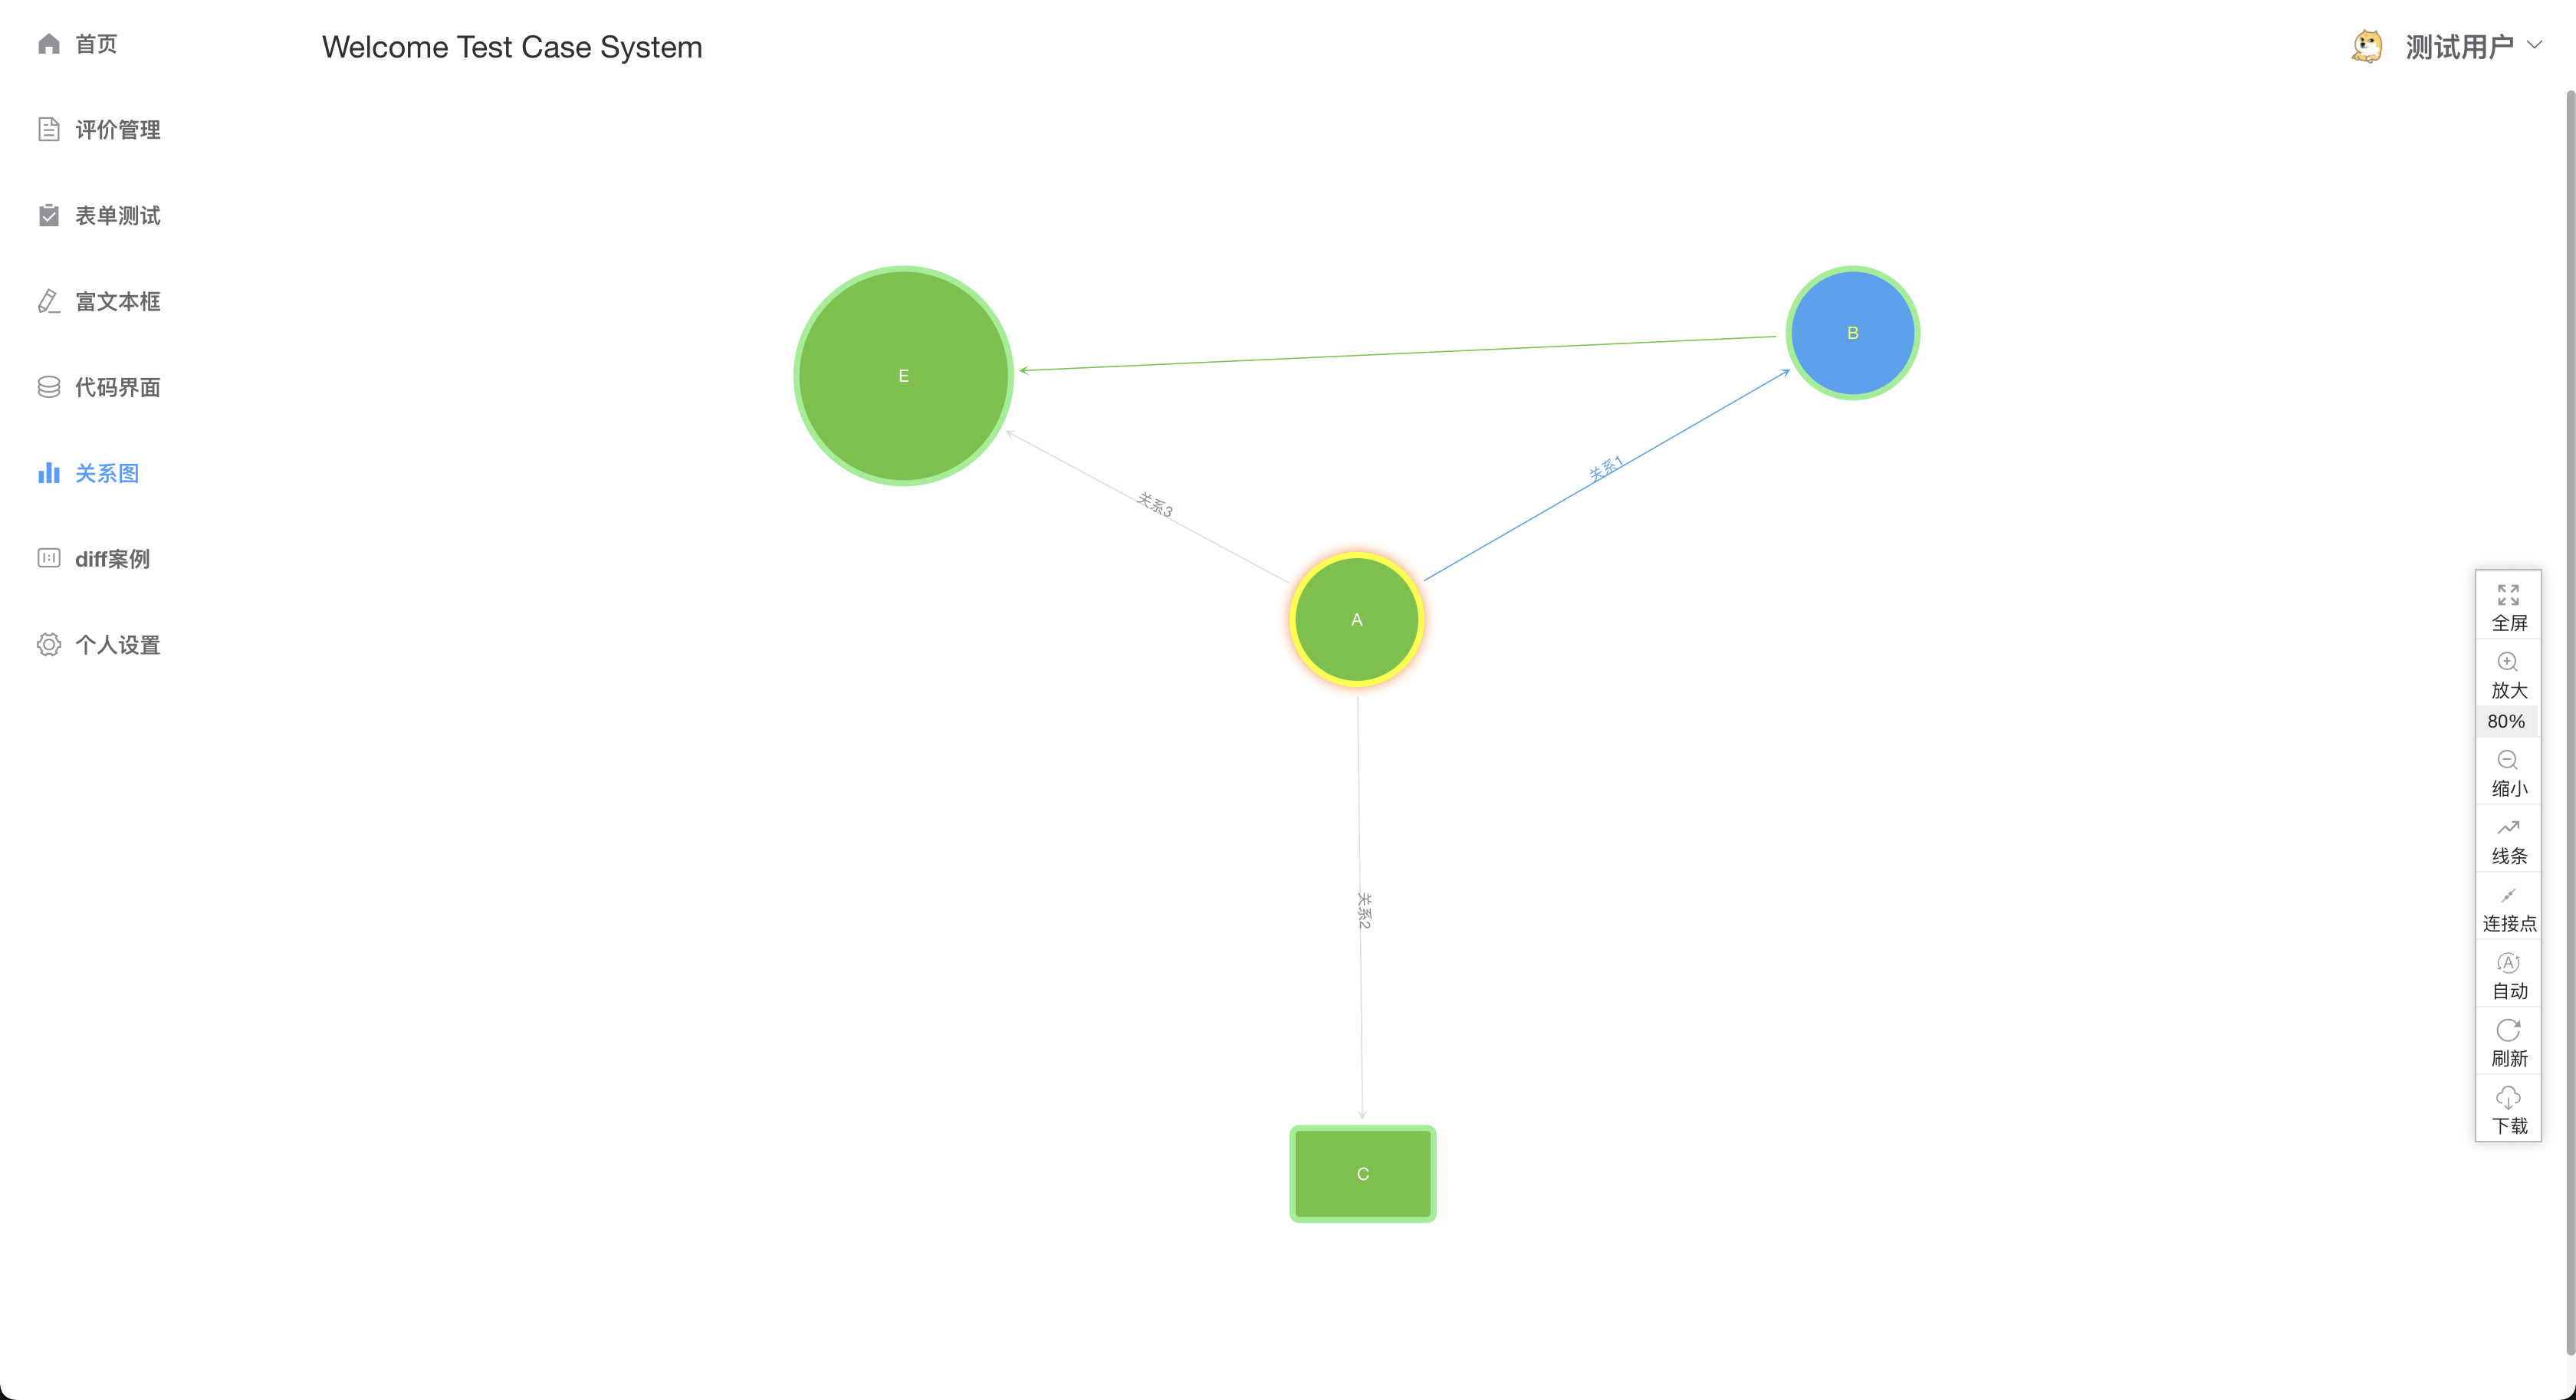 首页
评价管理
表单测试
富文本框
代码界面
关系图
diff案例
个人设置
Welcome Test Case System
测试用户
E
B
关系1
关系3
A
关系2
C
全屏
放大
80%
缩小
线条
连接点
A
自动
刷新
下载